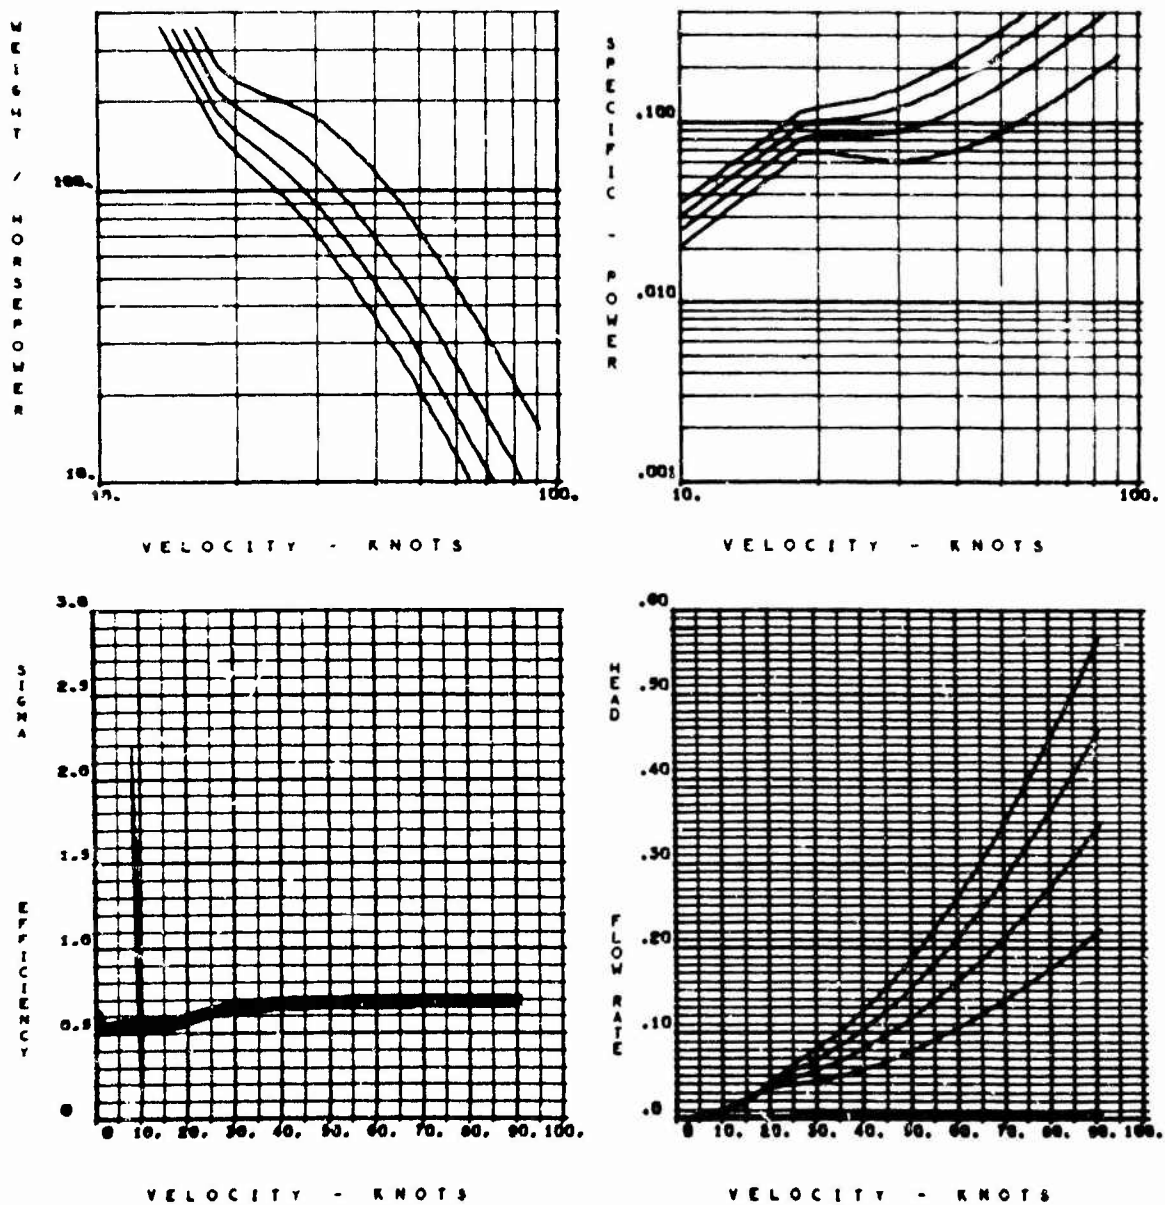 WEIGHT / HORSEPOWER
100.
10.
10.
100.
VELOCITY - KNOTS
SPECIFIC - POWER
.100
.010
.001
10.
100.
VELOCITY - KNOTS
SIGMA
EFFICIENCY
3.0
2.5
2.0
1.5
1.0
0.5
0
0 10. 20. 30. 40. 50. 60. 70. 80. 90. 100.
VELOCITY - KNOTS
HEAD
FLOW RATE
.60
.50
.40
.30
.20
.10
.0
0 10. 20. 30. 40. 50. 60. 70. 80. 90. 100.
VELOCITY - KNOTS